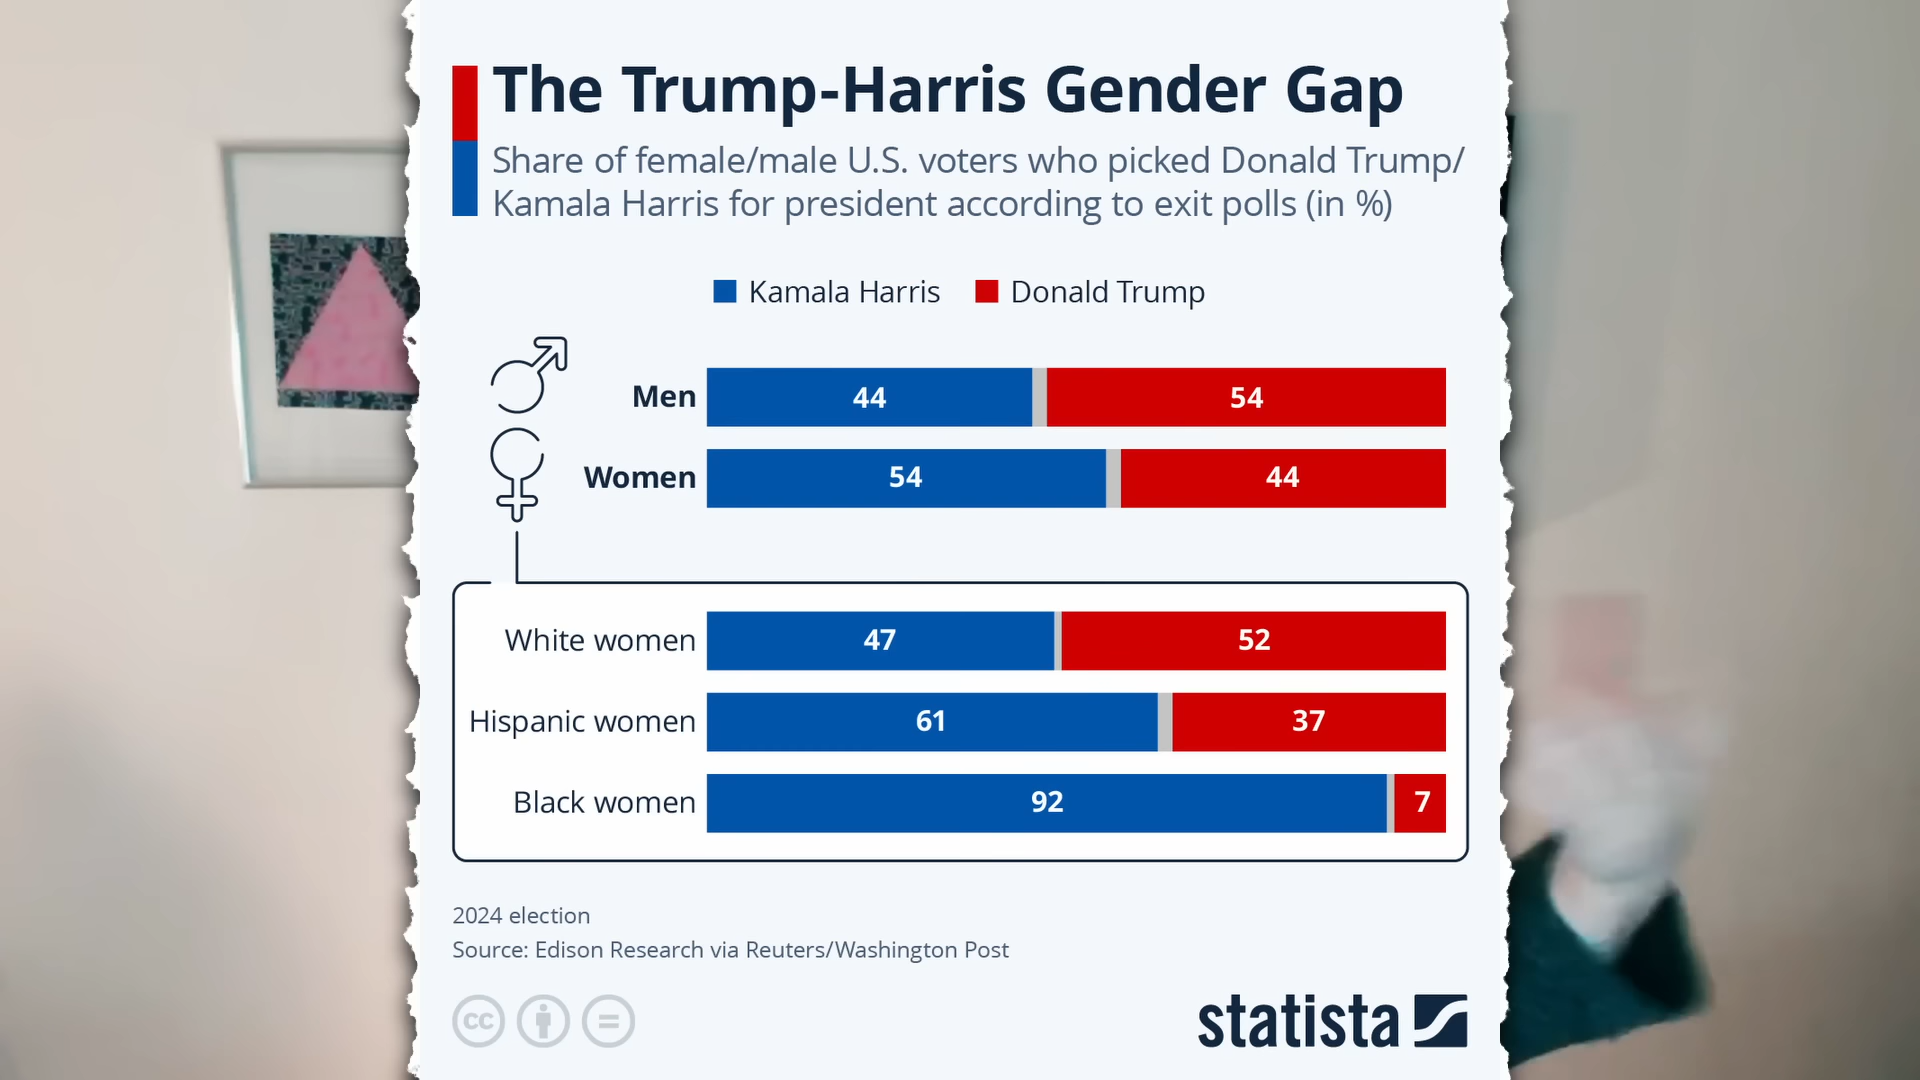 The Trump-Harris Gender Gap
Share of female/male U.S. voters who picked Donald Trump/
Kamala Harris for president according to exit polls (in %)
Kamala Harris Donald Trump
Men 44 54
Women 54 44
White women 47 52
Hispanic women 61 37
Black women 92 7
2024 election
Source: Edison Research via Reuters/Washington Post
cc
statista